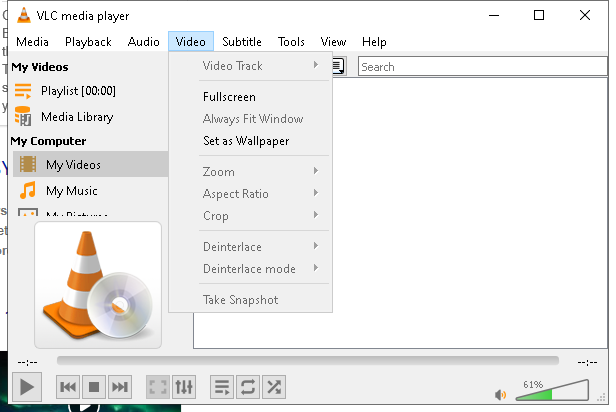 VLC media player
Media Playback Audio Video Subtitle Tools View Help
My Videos
Playlist [00:00]
Media Library
My Computer
My Videos
My Music
My Pictures
Video Track
Fullscreen
Always Fit Window
Set as Wallpaper
Zoom
Aspect Ratio
Crop
Deinterlace
Deinterlace mode
Take Snapshot
Search
--:-- --:--
61%